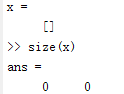 x =
[]
>> size(x)
ans =
0 0